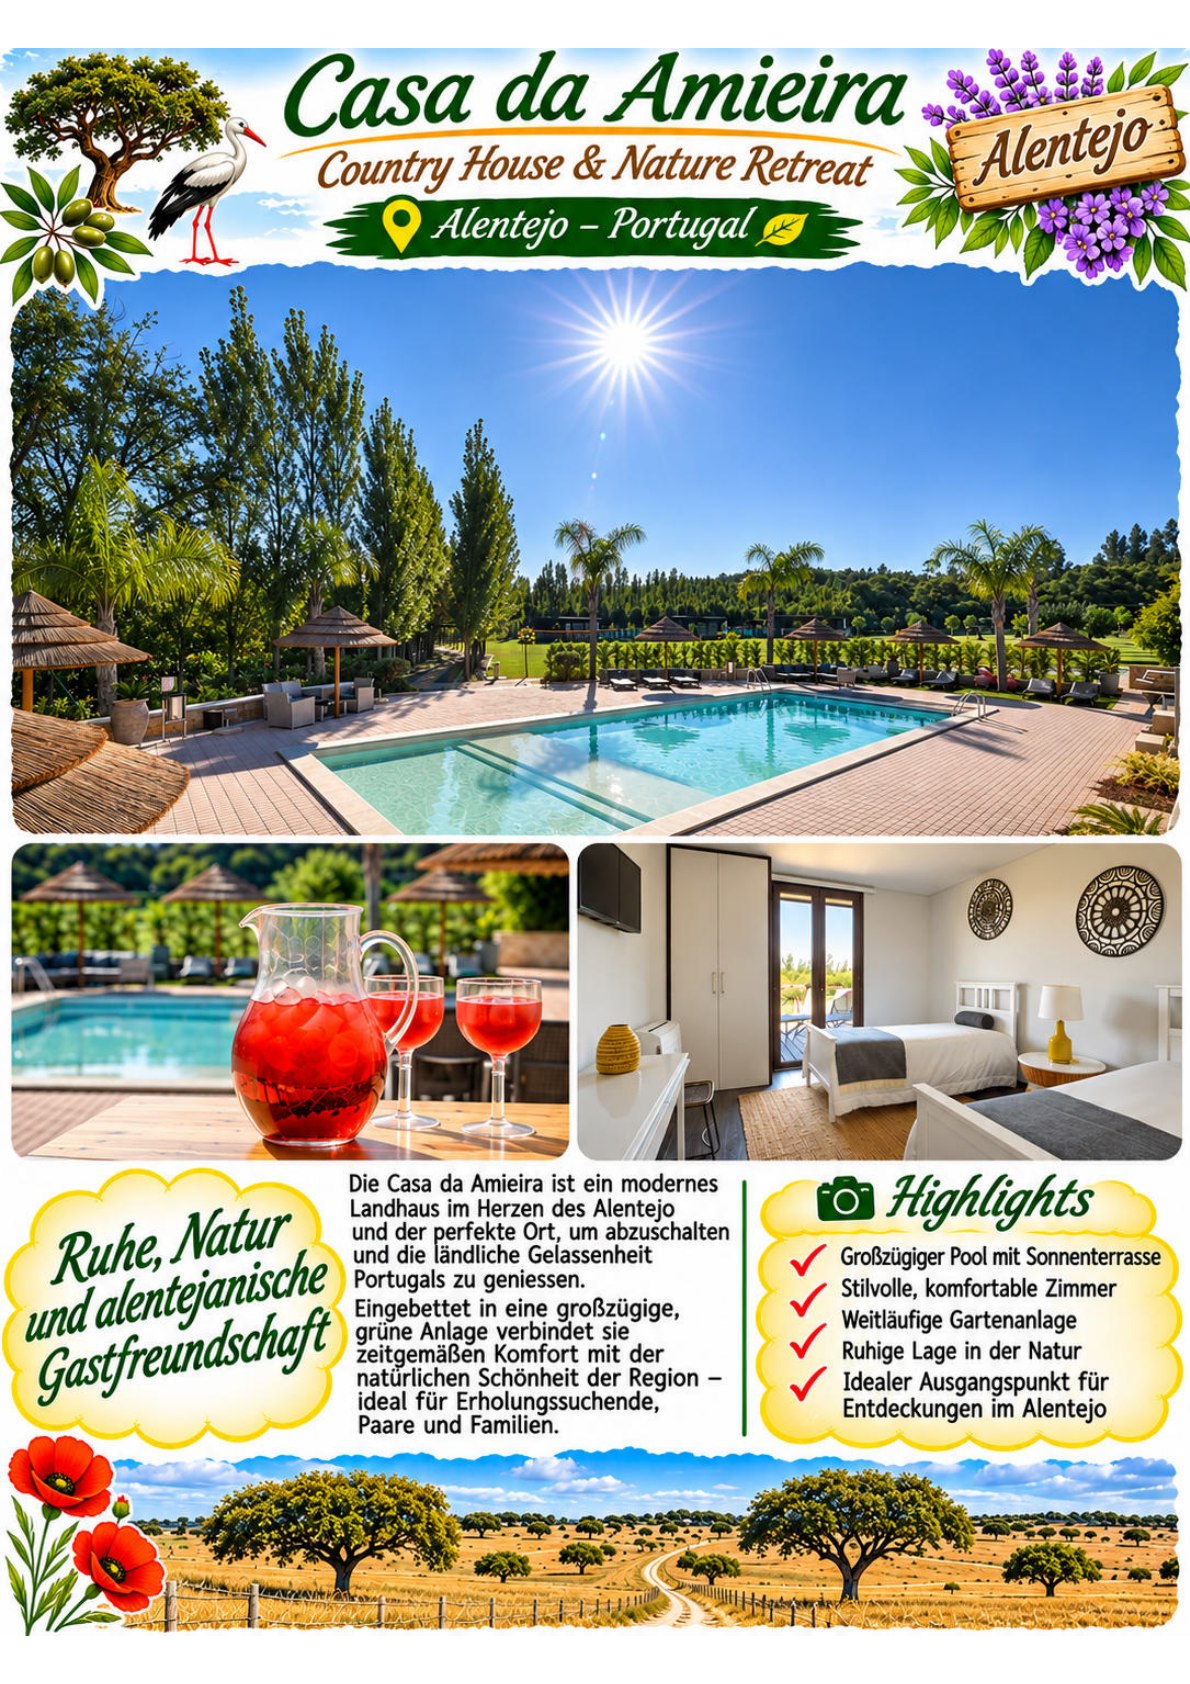 Casa da Amieira
Country House & Nature Retreat
Alentejo – Portugal
Alentejo
Ruhe, Natur
und alentejanische
Gastfreundschaft
Die Casa da Amieira ist ein modernes
Landhaus im Herzen des Alentejo
und der perfekte Ort, um abzuschalten
und die ländliche Gelassenheit
Portugals zu geniessen.
Eingebettet in eine großzügige,
grüne Anlage verbindet sie
zeitgemäßen Komfort mit der
natürlichen Schönheit der Region –
ideal für Erholungssuchende,
Paare und Familien.
Highlights
Großzügiger Pool mit Sonnenterrasse
Stilvolle, komfortable Zimmer
Weitläufige Gartenanlage
Ruhige Lage in der Natur
Idealer Ausgangspunkt für
Entdeckungen im Alentejo